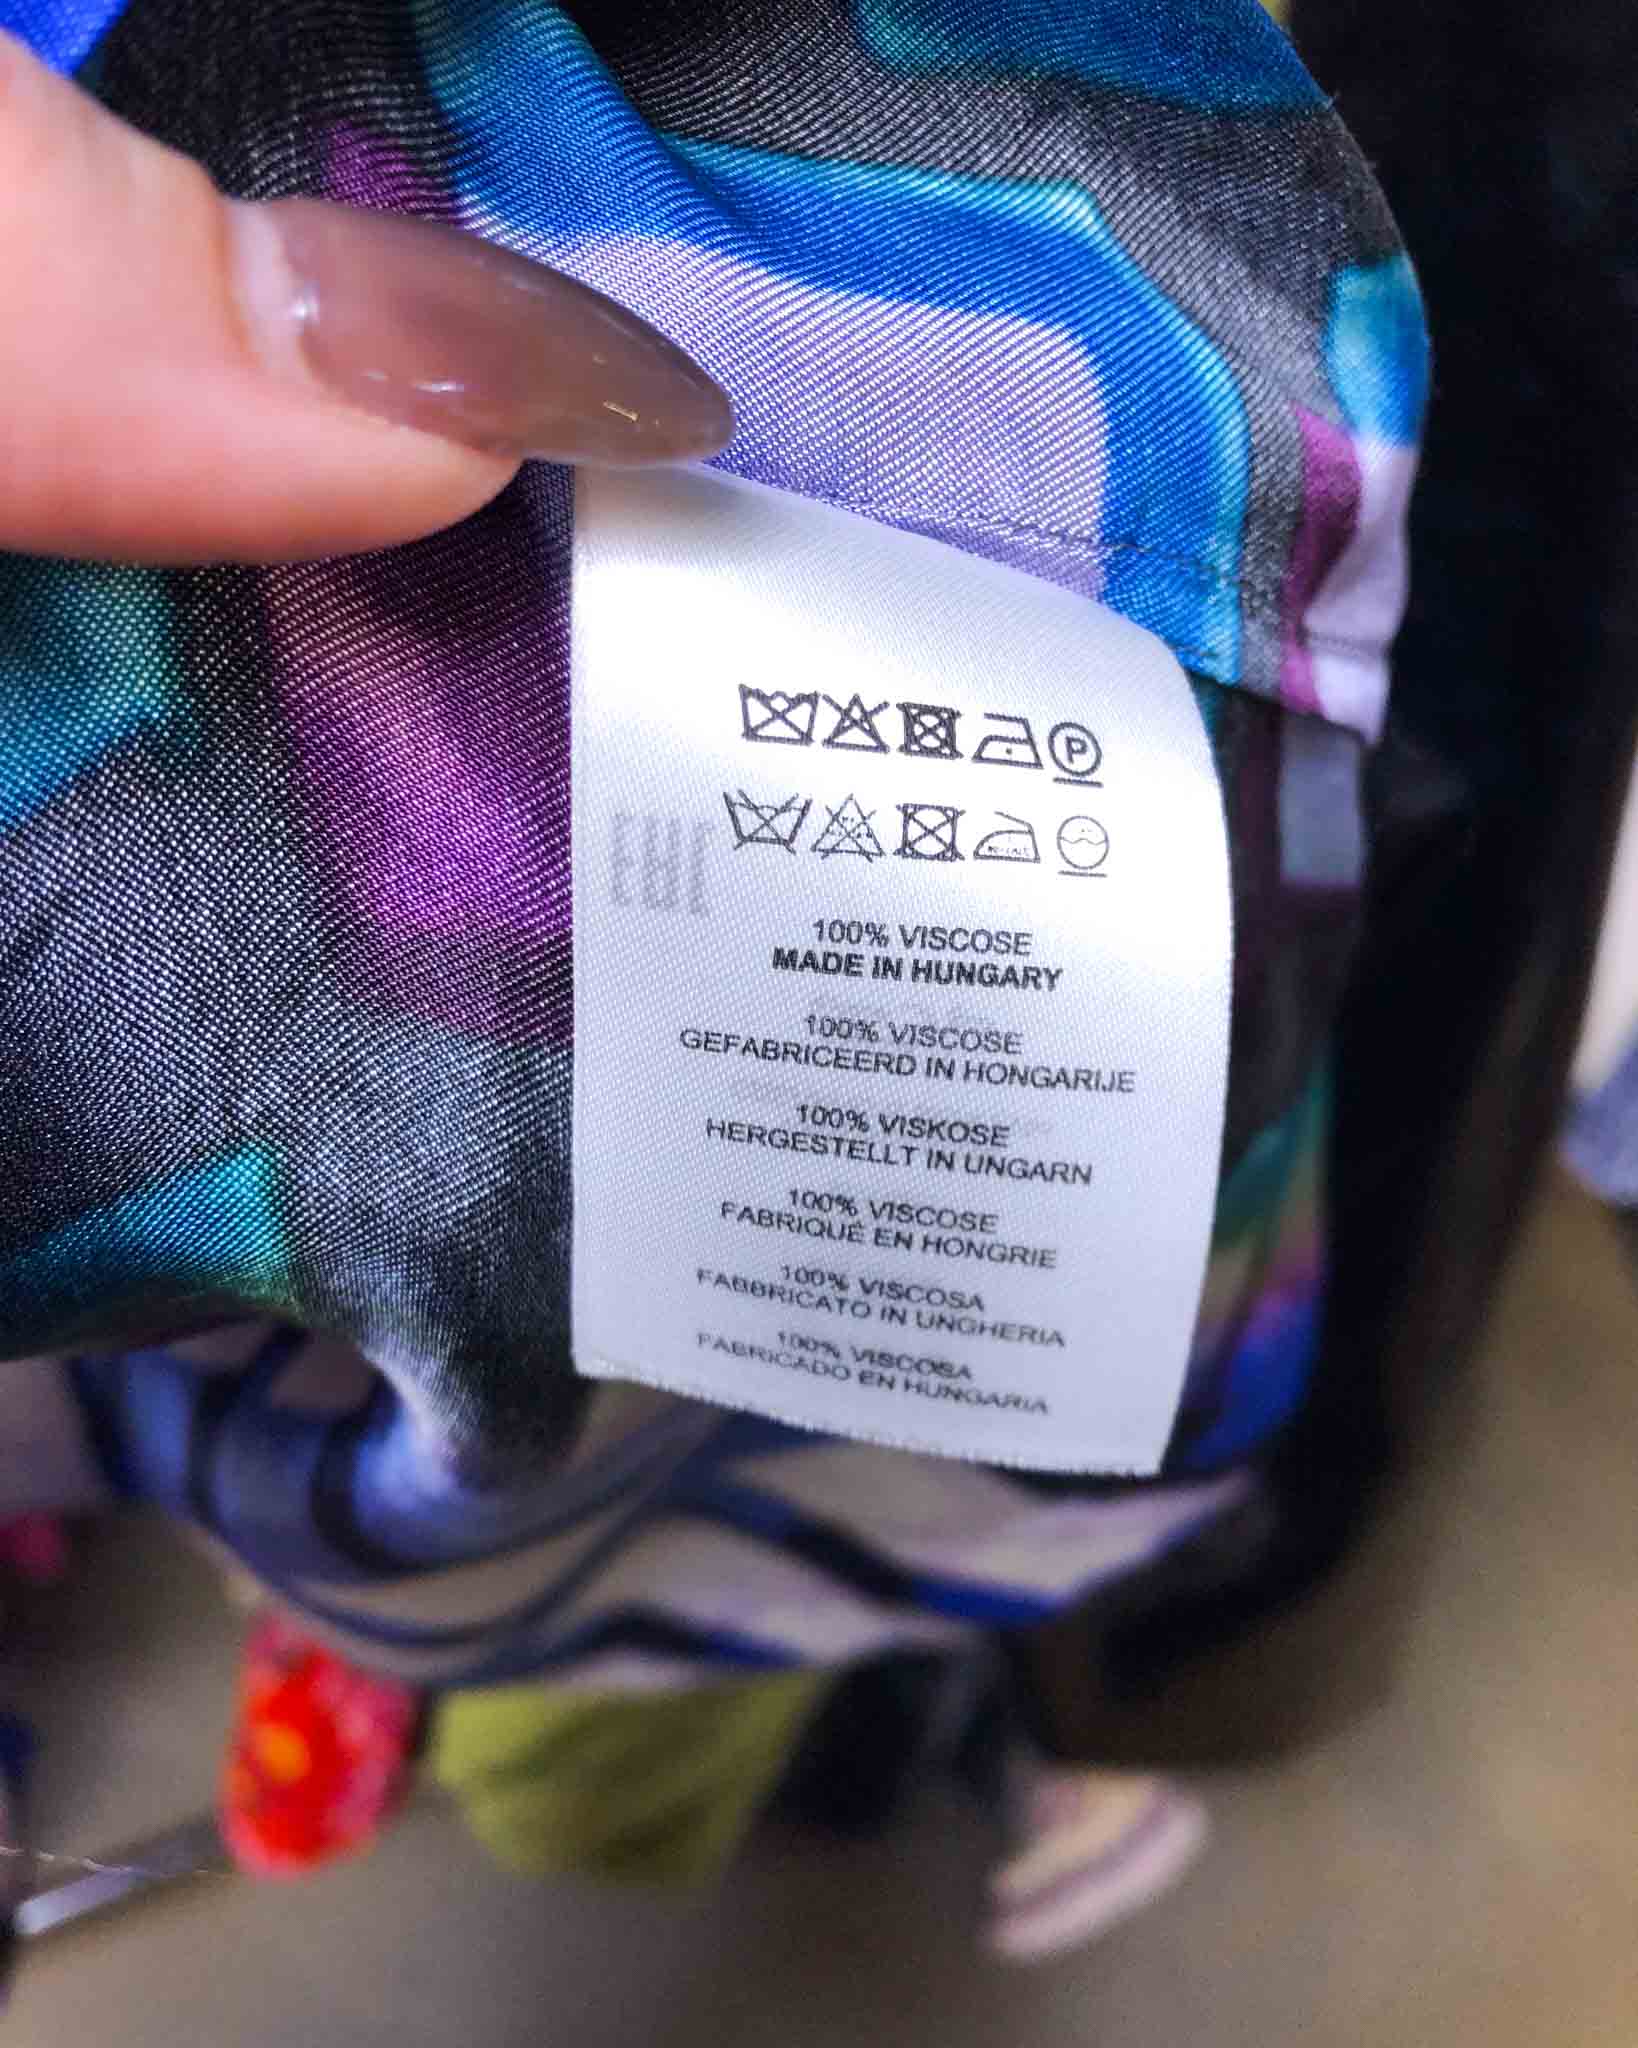 P
100% VISCOSE
MADE IN HUNGARY
100% VISCOSE
GEFABRICEERD IN HONGARIJE
100% VISKOSE
HERGESTELLT IN UNGARN
100% VISCOSE
FABRIQUÉ EN HONGRIE
100% VISCOSA
FABBRICATO IN UNGHERIA
100% VISCOSA
FABRICADO EN HUNGARIA